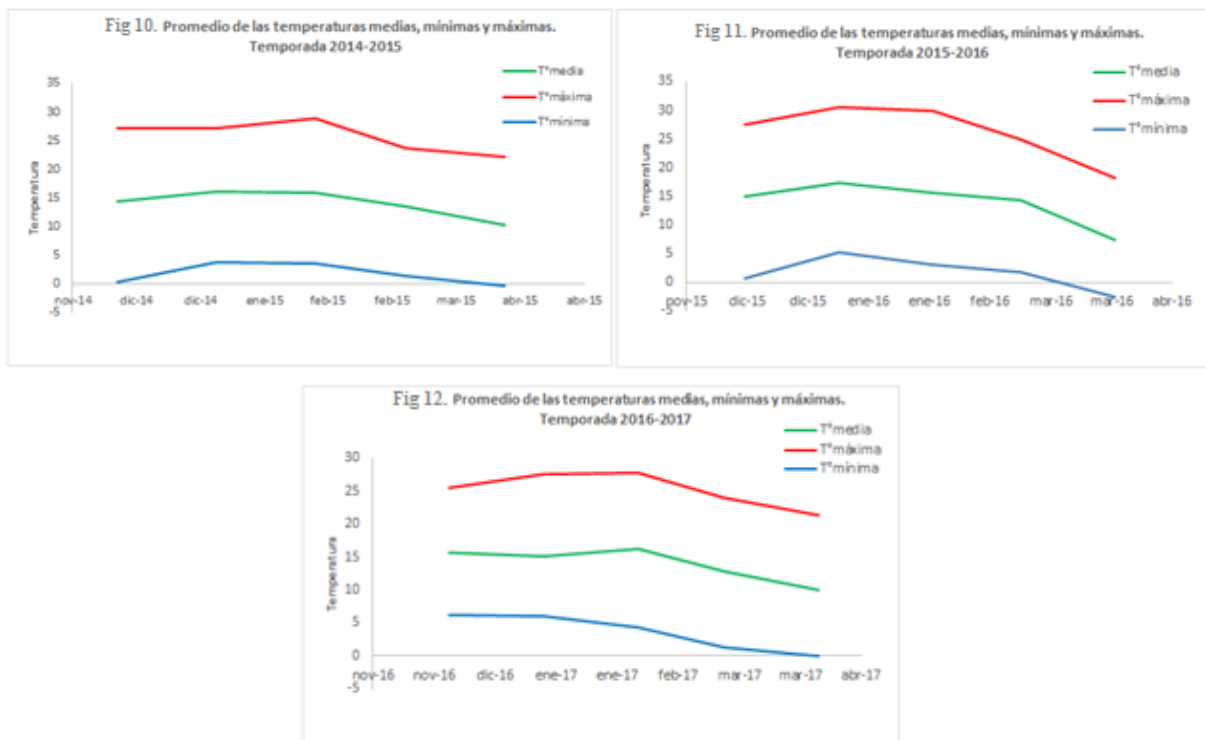 Fig 10. Promedio de las temperaturas medias, mínimas y máximas.
Temporada 2014-2015
T°media
T°máxima
T°mínima
Temperatura
35
30
25
20
15
10
5
0
-5
nov-14 dic-14 dic-14 ene-15 feb-15 feb-15 mar-15 abr-15 abr-15
Fig 11. Promedio de las temperaturas medias, mínimas y máximas.
Temporada 2015-2016
T°media
T°máxima
T°mínima
Temperatura
35
30
25
20
15
10
5
0
-5
nov-15 dic-15 dic-15 ene-16 ene-16 feb-16 mar-16 mar-16 abr-16
Fig 12. Promedio de las temperaturas medias, mínimas y máximas.
Temporada 2016-2017
T°media
T°máxima
T°mínima
Temperatura
30
25
20
15
10
5
0
-5
nov-16 nov-16 dic-16 ene-17 ene-17 feb-17 mar-17 mar-17 abr-17